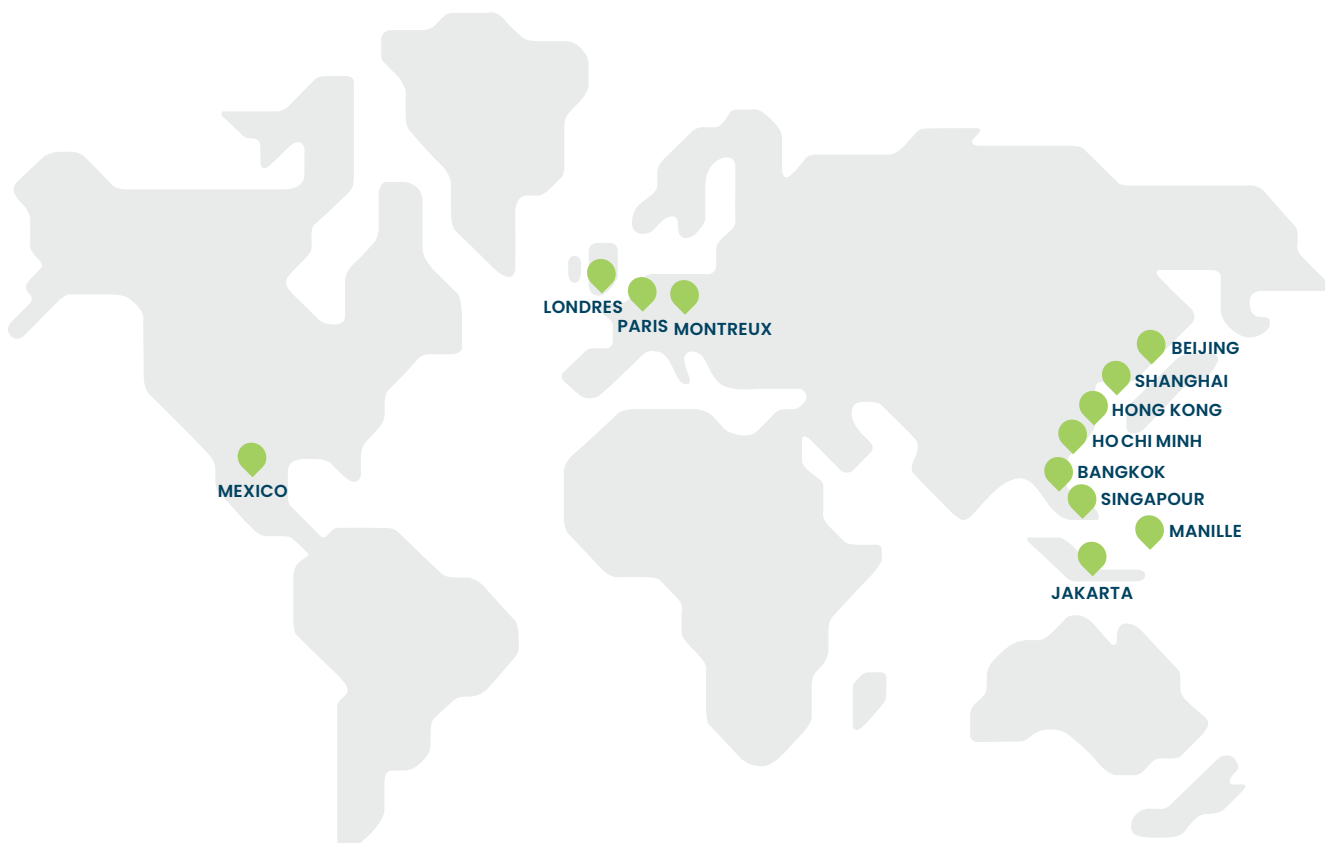 LONDRES
PARIS
MONTREUX
BEIJING
SHANGHAI
HONG KONG
HO CHI MINH
BANGKOK
MEXICO
SINGAPOUR
MANILLE
JAKARTA